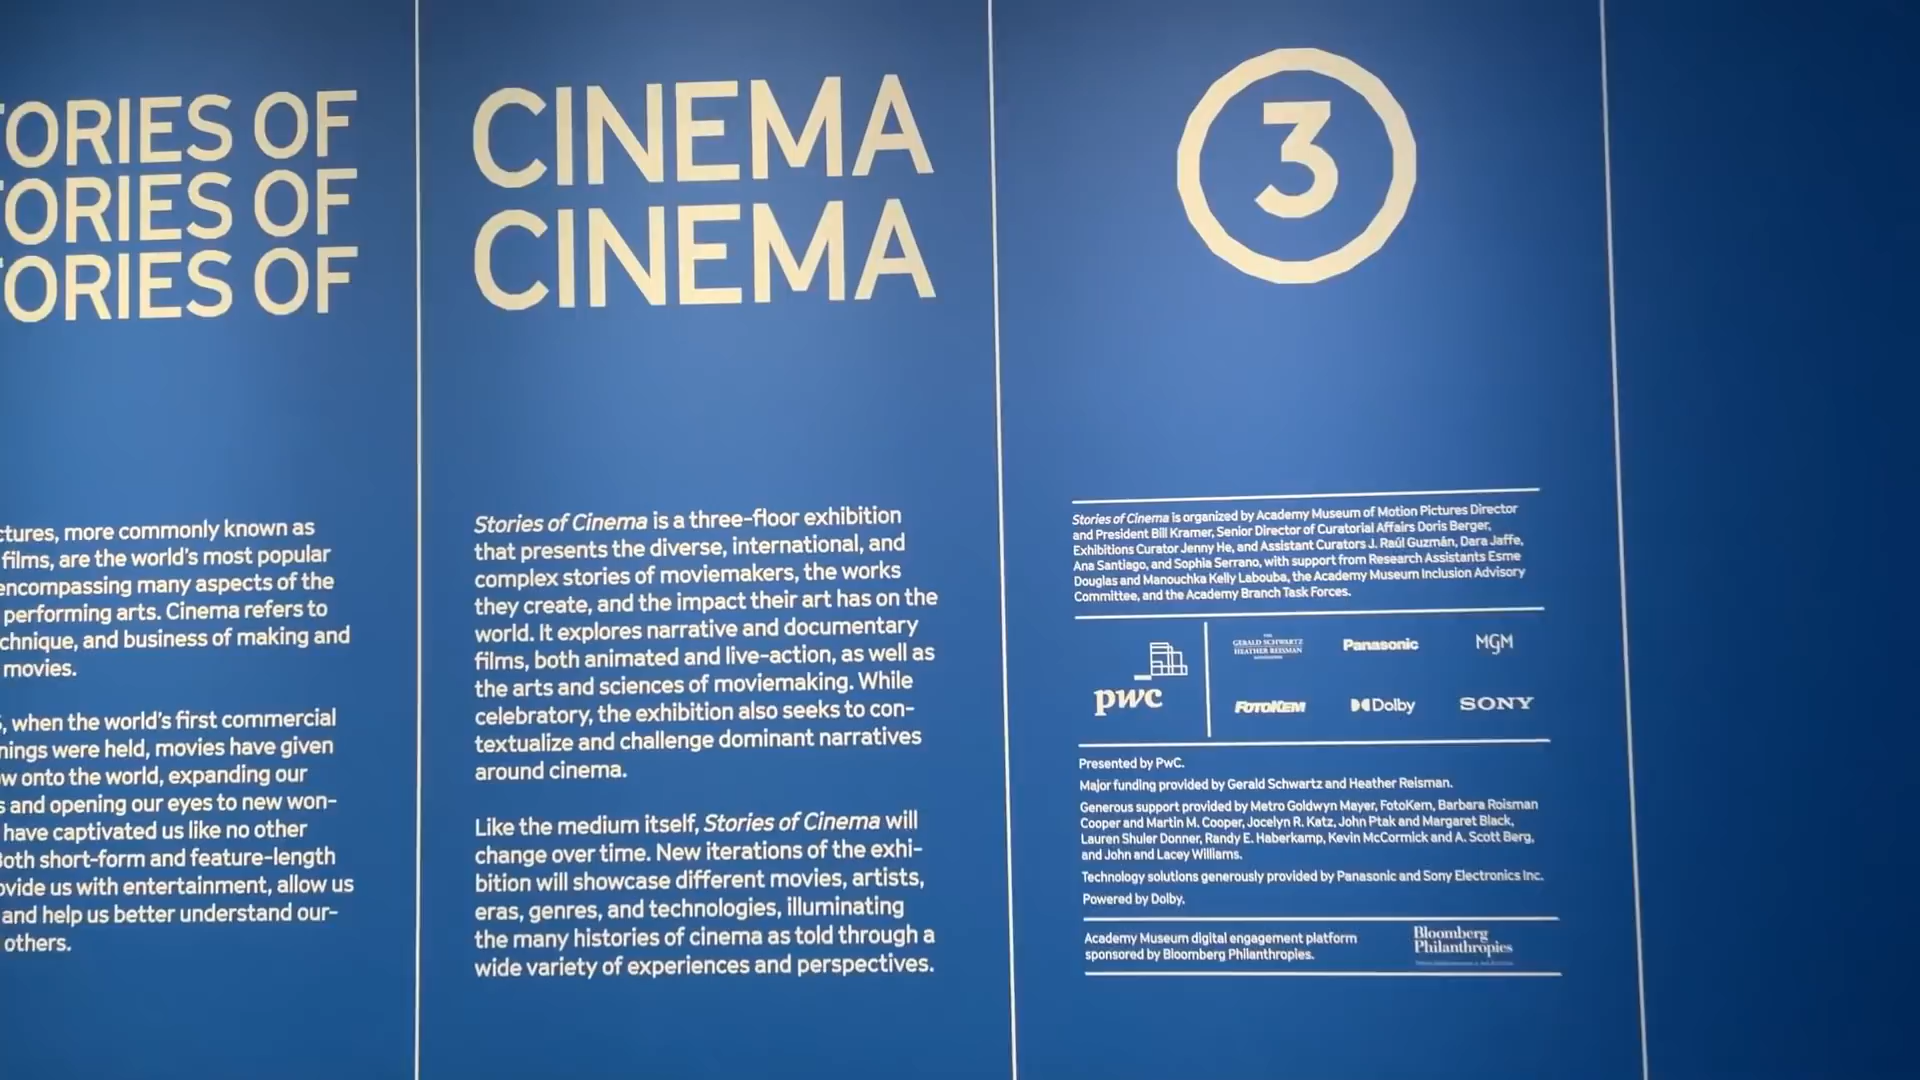 TORIES OF
TORIES OF
TORIES OF
ctures, more commonly known as
films, are the world's most popular
encompassing many aspects of the
performing arts. Cinema refers to
chnique, and business of making and
movies.
, when the world's first commercial
nings were held, movies have given
w onto the world, expanding our
s and opening our eyes to new won-
have captivated us like no other
Both short-form and feature-length
ovide us with entertainment, allow us
and help us better understand our-
others.
CINEMA
CINEMA
Stories of Cinema is a three-floor exhibition
that presents the diverse, international, and
complex stories of moviemakers, the works
they create, and the impact their art has on the
world. It explores narrative and documentary
films, both animated and live-action, as well as
the arts and sciences of moviemaking. While
celebratory, the exhibition also seeks to con-
textualize and challenge dominant narratives
around cinema.
Like the medium itself, Stories of Cinema will
change over time. New iterations of the exhi-
bition will showcase different movies, artists,
eras, genres, and technologies, illuminating
the many histories of cinema as told through a
wide variety of experiences and perspectives.
3
Stories of Cinema is organized by Academy Museum of Motion Pictures Director
and President Bill Kramer, Senior Director of Curatorial Affairs Doris Berger,
Exhibitions Curator Jenny He, and Assistant Curators J. Raúl Guzmán, Dara Jaffe,
Ana Santiago, and Sophia Serrano, with support from Research Assistants Esme
Douglas and Manouchka Kelly Labouba, the Academy Museum Inclusion Advisory
Committee, and the Academy Branch Task Forces.
pwc
THE
GERALD SCHWARTZ
HEATHER REISMAN
Panasonic
MGM
FOTOKEM
Dolby
SONY
Presented by PwC.
Major funding provided by Gerald Schwartz and Heather Reisman.
Generous support provided by Metro Goldwyn Mayer, FotoKem, Barbara Roisman
Cooper and Martin M. Cooper, Jocelyn R. Katz, John Ptak and Margaret Black,
Lauren Shuler Donner, Randy E. Haberkamp, Kevin McCormick and A. Scott Berg,
and John and Lacey Williams.
Technology solutions generously provided by Panasonic and Sony Electronics Inc.
Powered by Dolby.
Academy Museum digital engagement platform
sponsored by Bloomberg Philanthropies.
Bloomberg
Philanthropies